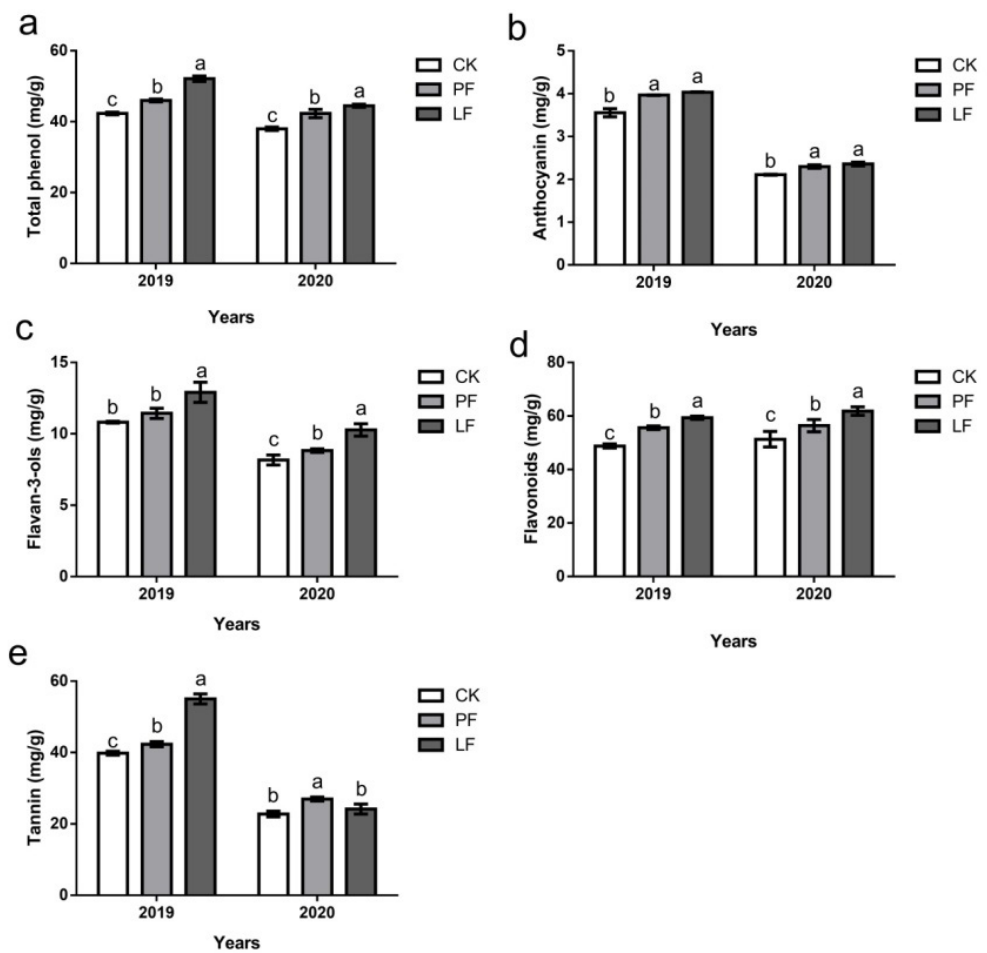 a
Total phenol (mg/g)
60
40
20
0
c
b
a
c
b
a
2019
2020
Years
CK
PF
LF
b
Anthocyanin (mg/g)
5
4
3
2
1
0
b
a
a
b
a
a
2019
2020
Years
CK
PF
LF
c
Flavan-3-ols (mg/g)
15
10
5
0
b
b
a
c
b
a
2019
2020
Years
CK
PF
LF
d
Flavonoids (mg/g)
80
60
40
20
0
c
b
a
c
b
a
2019
2020
Years
CK
PF
LF
e
Tannin (mg/g)
60
40
20
0
c
b
a
b
a
b
2019
2020
Years
CK
PF
LF